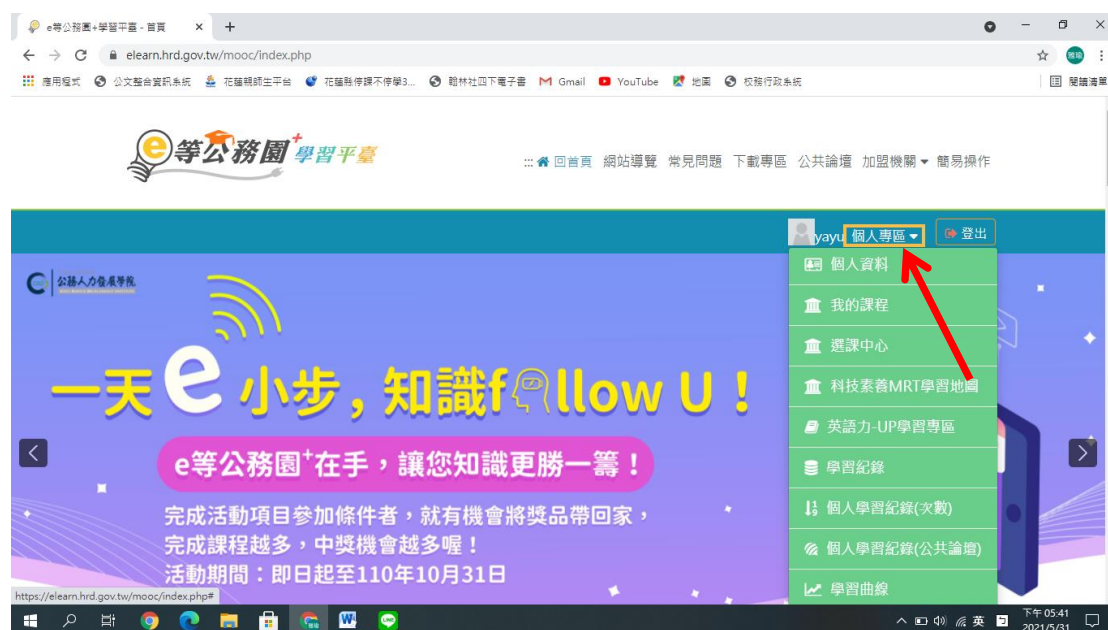 e等公務園+學習平臺 - 首頁
elearn.hrd.gov.tw/mooc/index.php
雅瑜
應用程式 公文整合資訊系統 花蓮親師生平台 花蓮縣停課不停學3... 翰林社四下電子書 Gmail YouTube 地圖 校務行政系統 閱讀清單
e等公務園+學習平臺
::: 回首頁 網站導覽 常見問題 下載專區 公共論壇 加盟機關 簡易操作
yayu 個人專區 登出
公務人力發展學院
個人資料
我的課程
選課中心
科技素養MRT學習地圖
英語力-UP學習專區
學習紀錄
個人學習紀錄(次數)
個人學習紀錄(公共論壇)
學習曲線
一天e小步,知識follow U!
e等公務園+在手,讓您知識更勝一籌!
完成活動項目參加條件者,就有機會將獎品帶回家,
完成課程越多,中獎機會越多喔!
活動期間:即日起至110年10月31日
https://elearn.hrd.gov.tw/mooc/index.php#
英
下午 05:41
2021/5/31